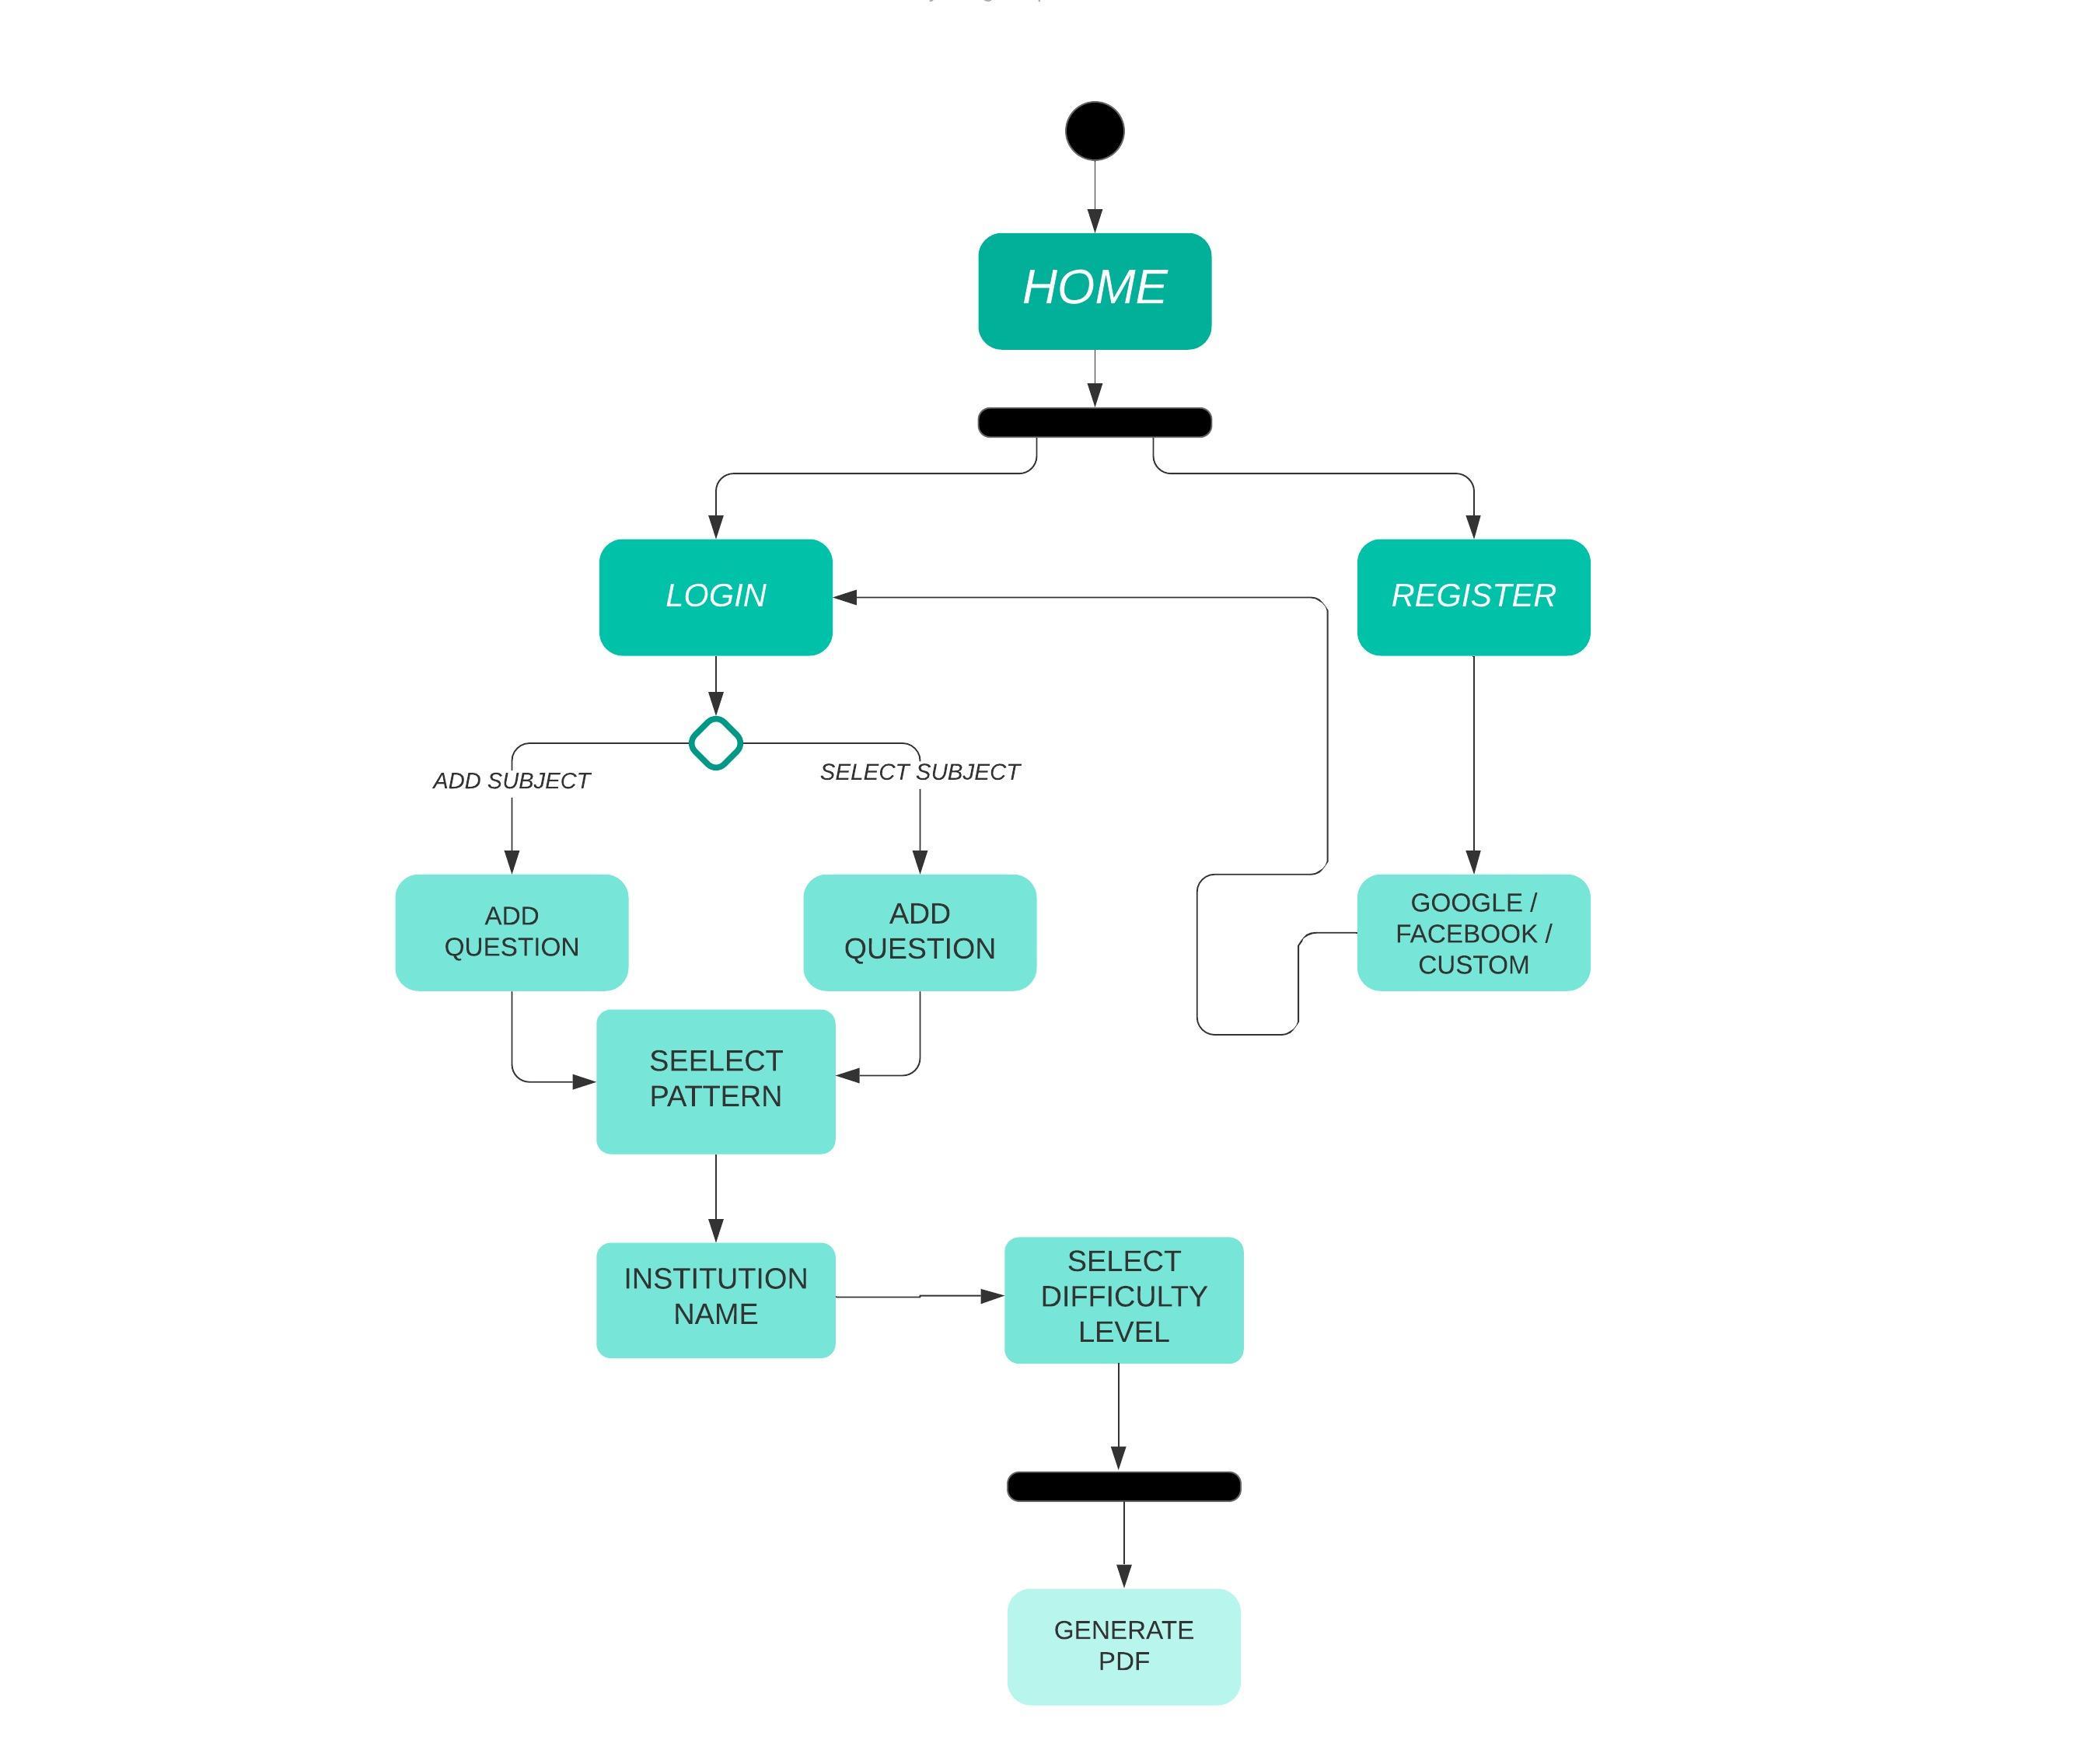 HOME
LOGIN
REGISTER
ADD SUBJECT
SELECT SUBJECT
ADD
QUESTION
ADD
QUESTION
GOOGLE /
FACEBOOK /
CUSTOM
SEELECT
PATTERN
INSTITUTION
NAME
SELECT
DIFFICULTY
LEVEL
GENERATE
PDF